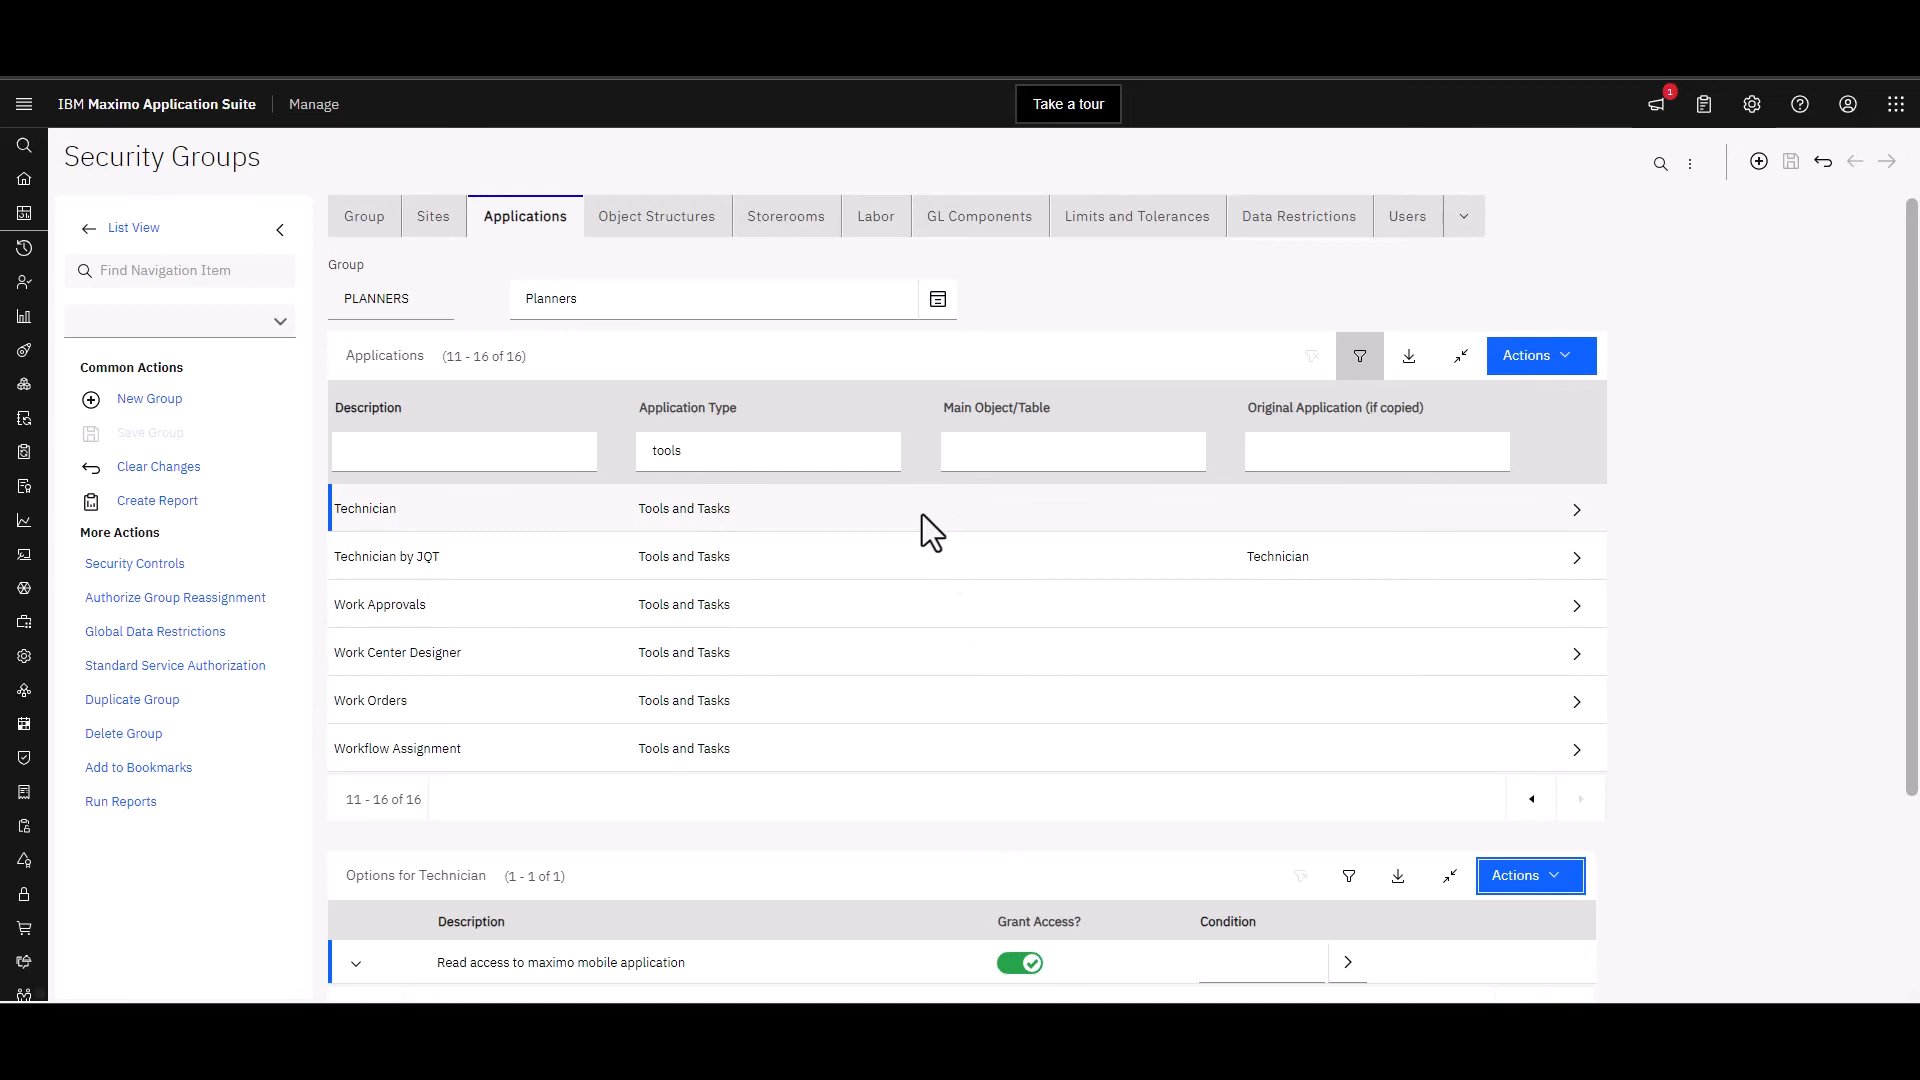 IBM Maximo Application Suite
Manage
Take a tour
1
Security Groups
List View
Find Navigation Item
Common Actions
New Group
Save Group
Clear Changes
Create Report
More Actions
Security Controls
Authorize Group Reassignment
Global Data Restrictions
Standard Service Authorization
Duplicate Group
Delete Group
Add to Bookmarks
Run Reports
Group Sites Applications Object Structures Storerooms Labor GL Components Limits and Tolerances Data Restrictions Users
Group
PLANNERS Planners
Applications (11 - 16 of 16) Actions
Description Application Type Main Object/Table Original Application (if copied)
tools
Technician Tools and Tasks
Technician by JQT Tools and Tasks Technician
Work Approvals Tools and Tasks
Work Center Designer Tools and Tasks
Work Orders Tools and Tasks
Workflow Assignment Tools and Tasks
11 - 16 of 16
Options for Technician (1 - 1 of 1) Actions
Description Grant Access? Condition
Read access to maximo mobile application